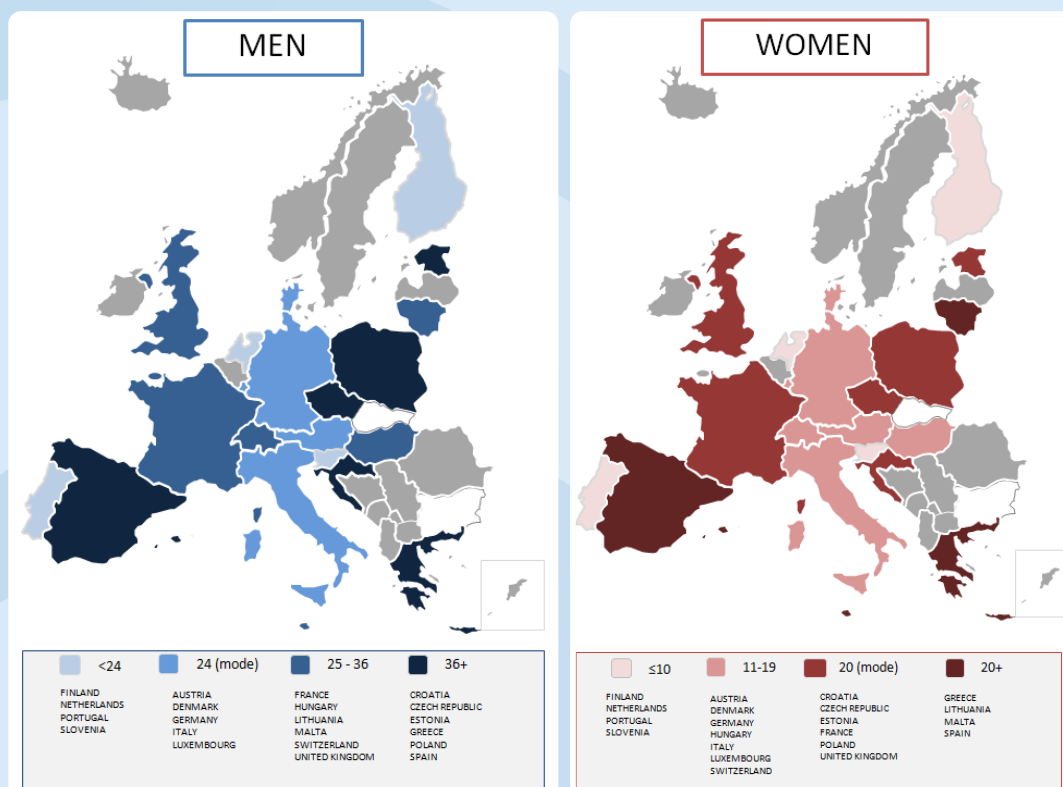 MEN
<24
24 (mode)
25 - 36
36+
FINLAND
NETHERLANDS
PORTUGAL
SLOVENIA
AUSTRIA
DENMARK
GERMANY
ITALY
LUXEMBOURG
FRANCE
HUNGARY
LITHUANIA
MALTA
SWITZERLAND
UNITED KINGDOM
CROATIA
CZECH REPUBLIC
ESTONIA
GREECE
POLAND
SPAIN
WOMEN
≤10
11-19
20 (mode)
20+
FINLAND
NETHERLANDS
PORTUGAL
SLOVENIA
AUSTRIA
DENMARK
GERMANY
HUNGARY
ITALY
LUXEMBOURG
SWITZERLAND
CROATIA
CZECH REPUBLIC
ESTONIA
FRANCE
POLAND
UNITED KINGDOM
GREECE
LITHUANIA
MALTA
SPAIN